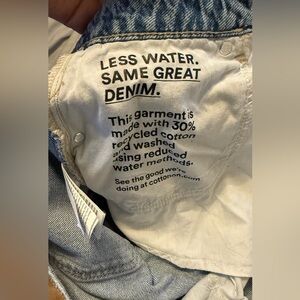 LESS WATER.
SAME GREAT
DENIM.
This garment is
made with 30%
recycled cotton
and washed
using reduced
water methods.
See the good we're
doing at cottonon.com